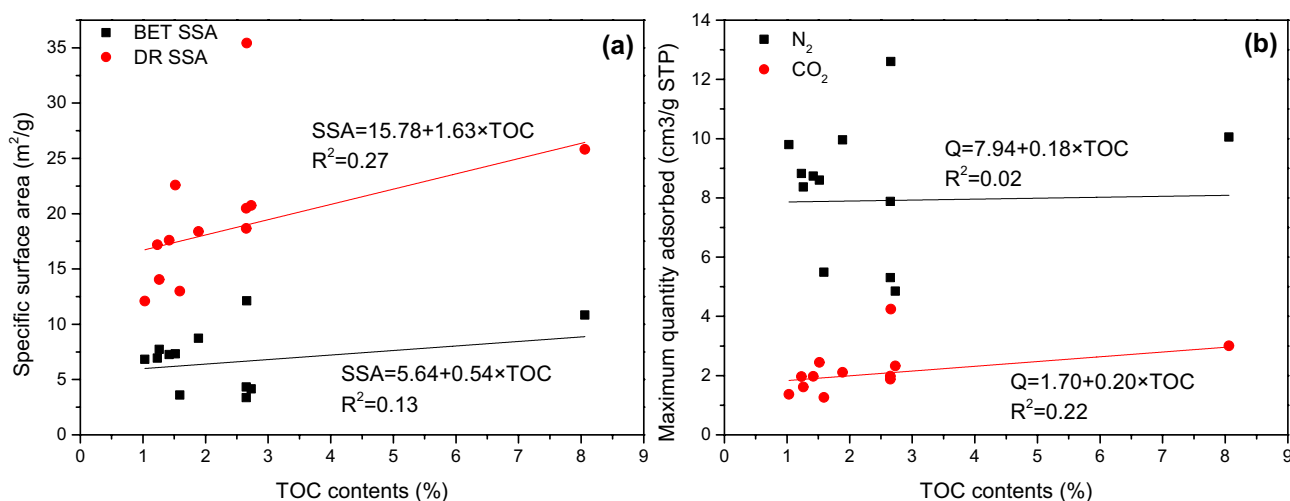 BET SSA
DR SSA
(a)
SSA=15.78+1.63×TOC
R²=0.27
SSA=5.64+0.54×TOC
R²=0.13
35
30
25
20
15
10
5
0
0 1 2 3 4 5 6 7 8 9
Specific surface area (m²/g)
TOC contents (%)
N₂
CO₂
(b)
Q=7.94+0.18×TOC
R²=0.02
Q=1.70+0.20×TOC
R²=0.22
14
12
10
8
6
4
2
0
0 1 2 3 4 5 6 7 8 9
Maximum quantity adsorbed (cm3/g STP)
TOC contents (%)